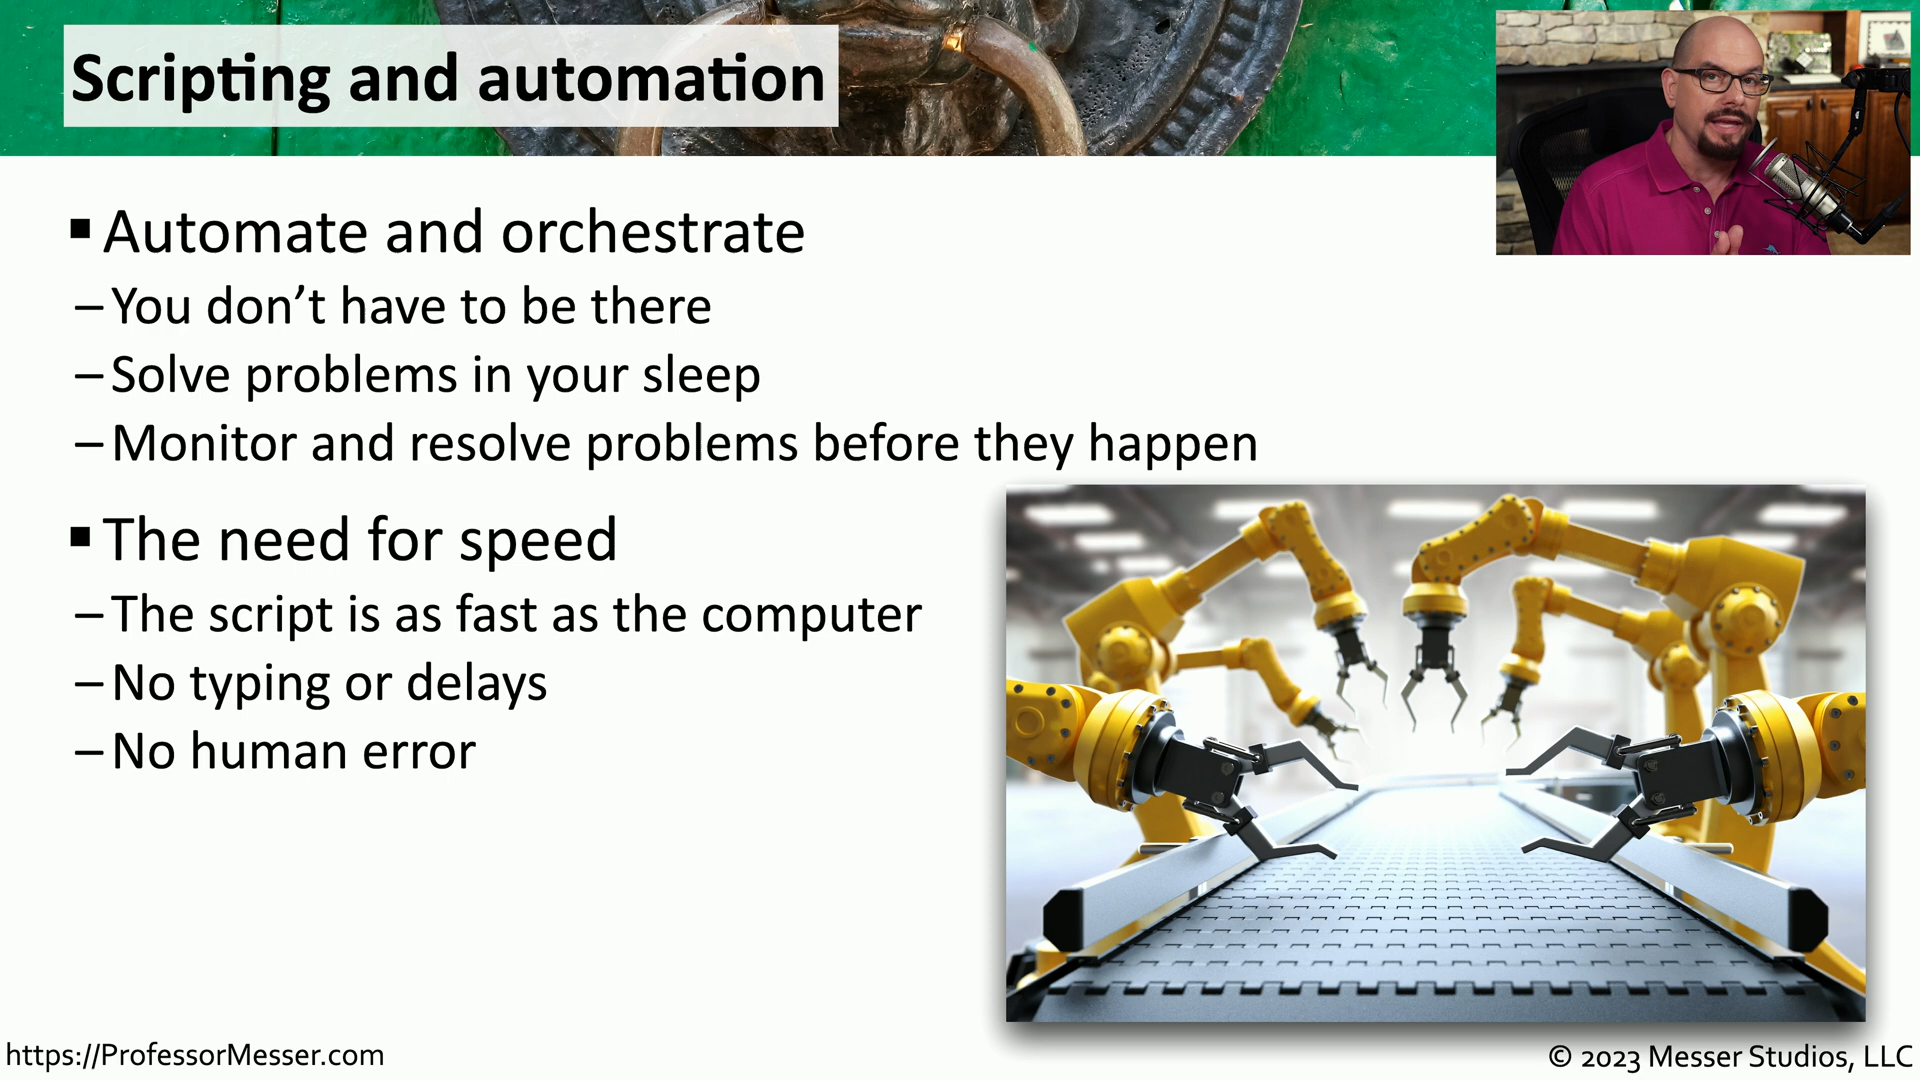 Scripting and automation
▪ Automate and orchestrate
– You don’t have to be there
– Solve problems in your sleep
– Monitor and resolve problems before they happen
▪ The need for speed
– The script is as fast as the computer
– No typing or delays
– No human error
https://ProfessorMesser.com
© 2023 Messer Studios, LLC